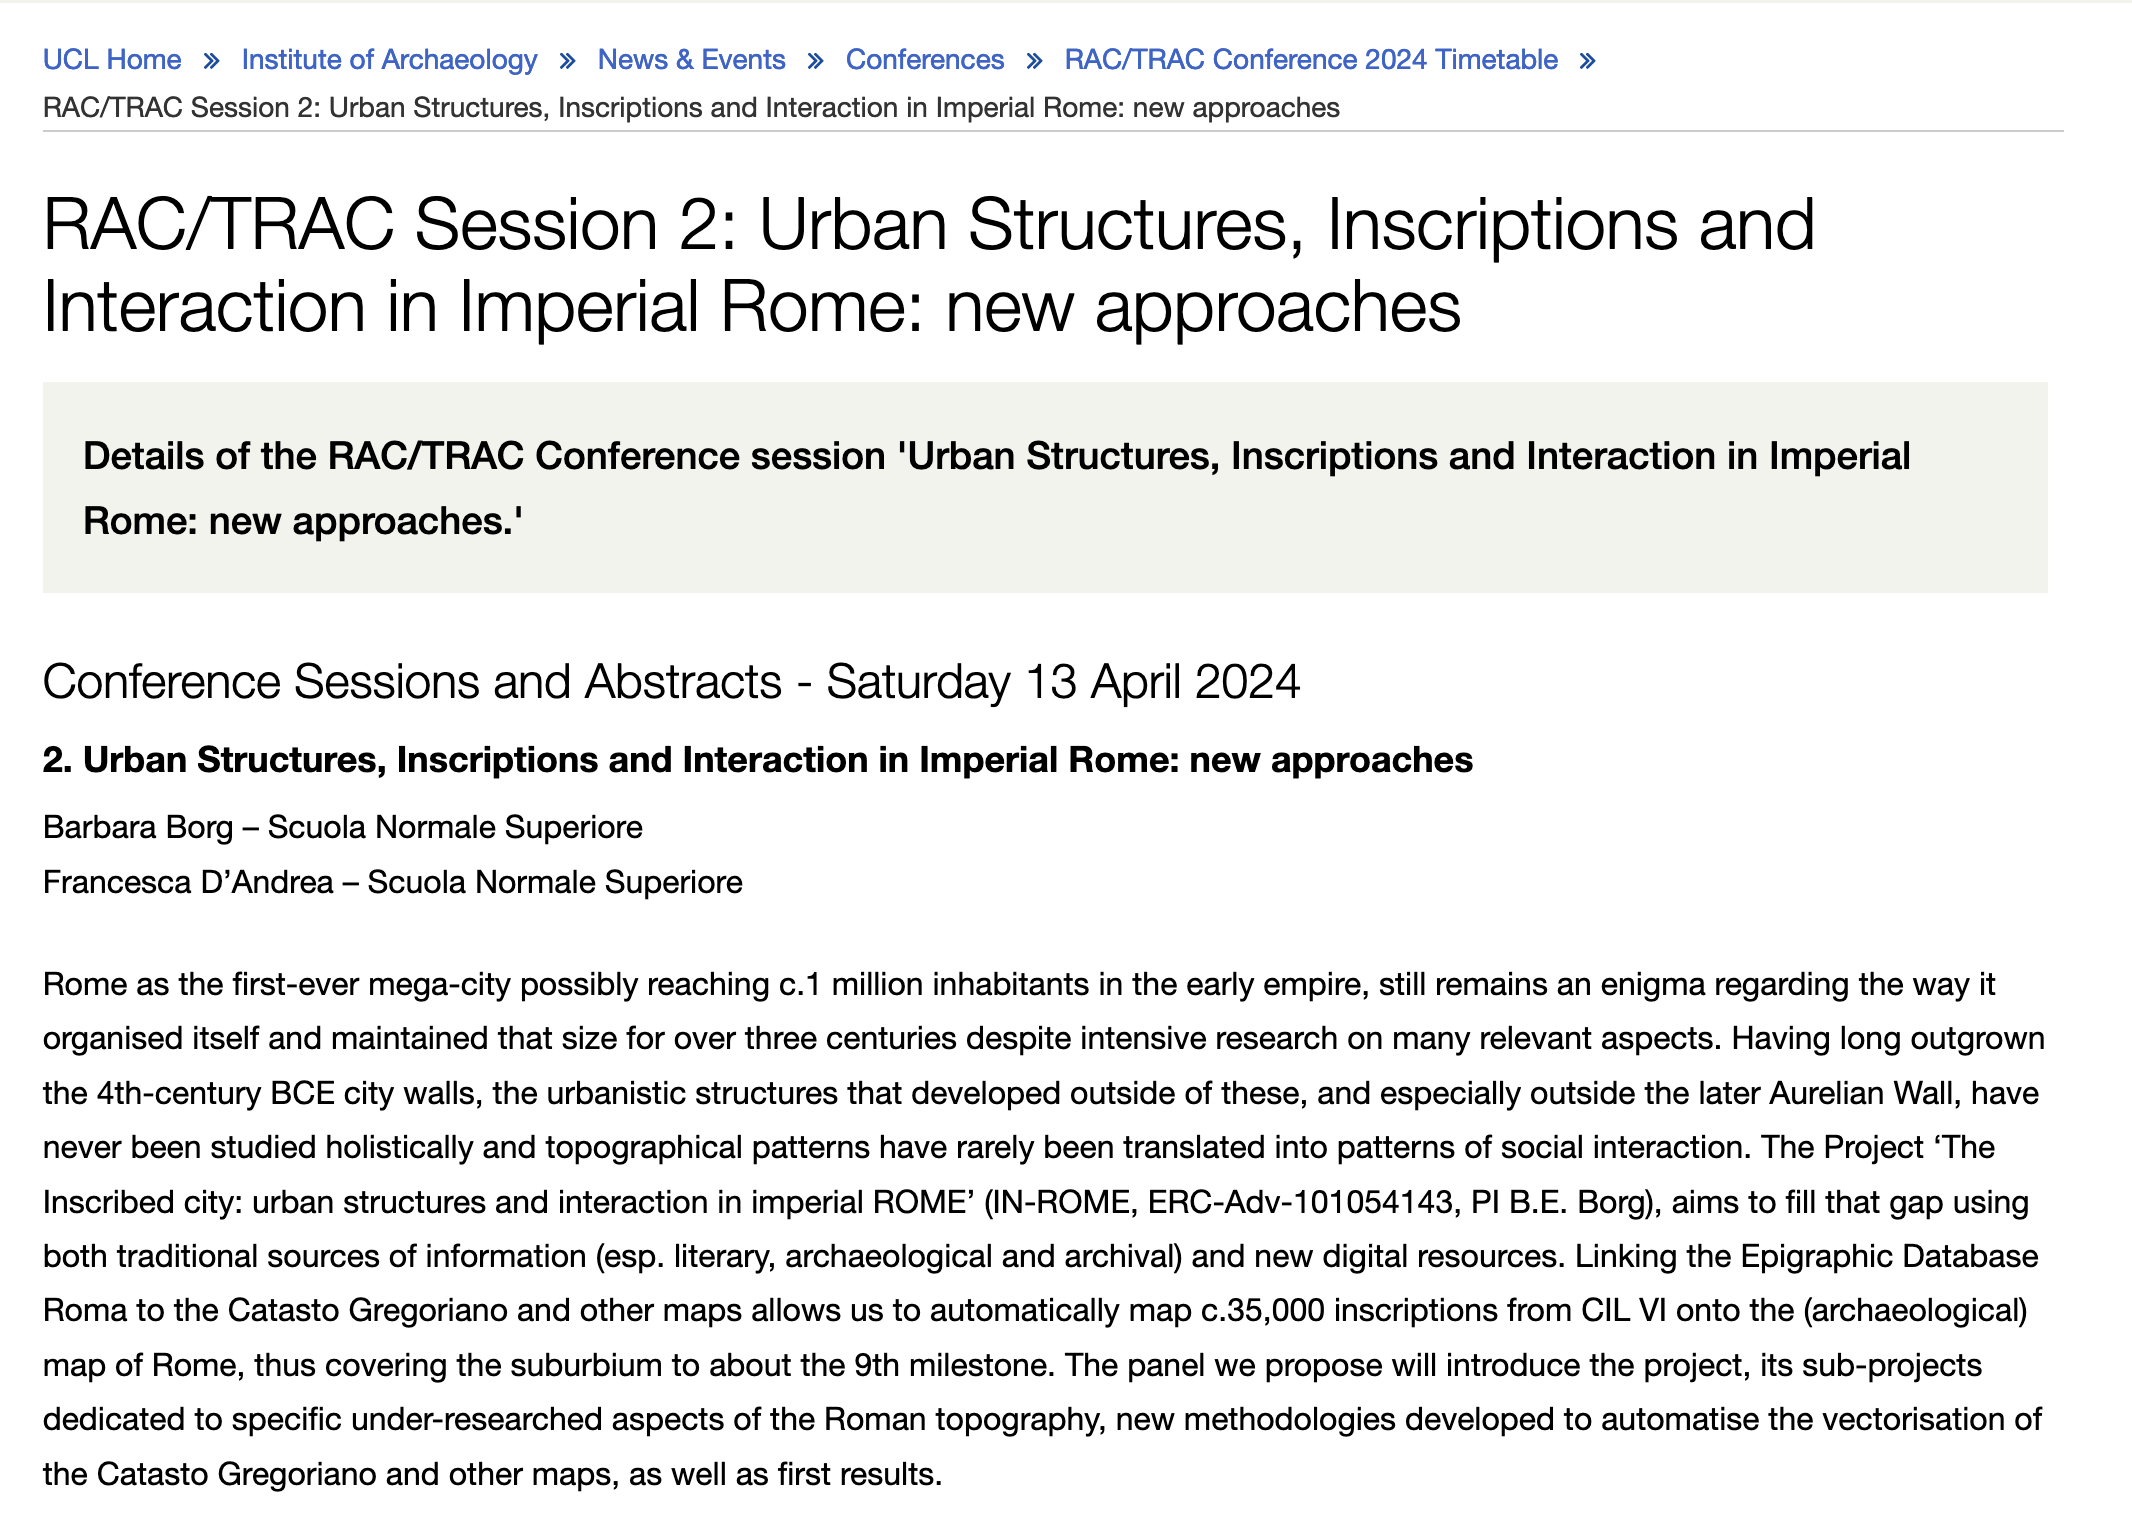 UCL Home » Institute of Archaeology » News & Events » Conferences » RAC/TRAC Conference 2024 Timetable »
RAC/TRAC Session 2: Urban Structures, Inscriptions and Interaction in Imperial Rome: new approaches
RAC/TRAC Session 2: Urban Structures, Inscriptions and
Interaction in Imperial Rome: new approaches
Details of the RAC/TRAC Conference session 'Urban Structures, Inscriptions and Interaction in Imperial
Rome: new approaches.'
Conference Sessions and Abstracts - Saturday 13 April 2024
2. Urban Structures, Inscriptions and Interaction in Imperial Rome: new approaches
Barbara Borg – Scuola Normale Superiore
Francesca D’Andrea – Scuola Normale Superiore
Rome as the first-ever mega-city possibly reaching c.1 million inhabitants in the early empire, still remains an enigma regarding the way it
organised itself and maintained that size for over three centuries despite intensive research on many relevant aspects. Having long outgrown
the 4th-century BCE city walls, the urbanistic structures that developed outside of these, and especially outside the later Aurelian Wall, have
never been studied holistically and topographical patterns have rarely been translated into patterns of social interaction. The Project ‘The
Inscribed city: urban structures and interaction in imperial ROME’ (IN-ROME, ERC-Adv-101054143, PI B.E. Borg), aims to fill that gap using
both traditional sources of information (esp. literary, archaeological and archival) and new digital resources. Linking the Epigraphic Database
Roma to the Catasto Gregoriano and other maps allows us to automatically map c.35,000 inscriptions from CIL VI onto the (archaeological)
map of Rome, thus covering the suburbium to about the 9th milestone. The panel we propose will introduce the project, its sub-projects
dedicated to specific under-researched aspects of the Roman topography, new methodologies developed to automatise the vectorisation of
the Catasto Gregoriano and other maps, as well as first results.